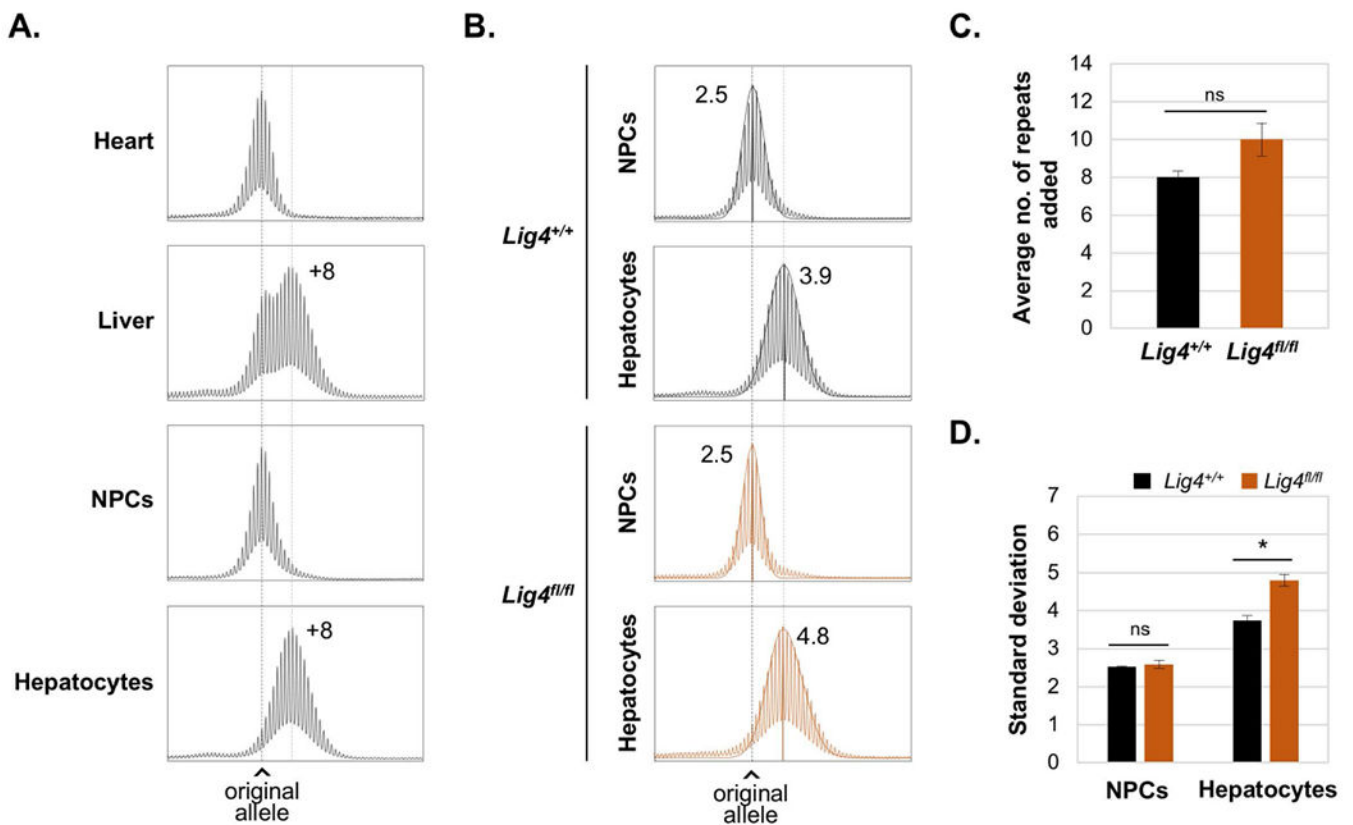 A.
Heart
Liver
+8
NPCs
Hepatocytes
+8
^
original
allele
B.
Lig4+/+
NPCs
2.5
Hepatocytes
3.9
Lig4fl/fl
NPCs
2.5
Hepatocytes
4.8
^
original
allele
C.
Average no. of repeats
added
14
12
10
8
6
4
2
0
ns
Lig4+/+ Lig4fl/fl
D.
Lig4+/+ Lig4fl/fl
Standard deviation
7
6
5
4
3
2
1
0
ns
*
NPCs Hepatocytes